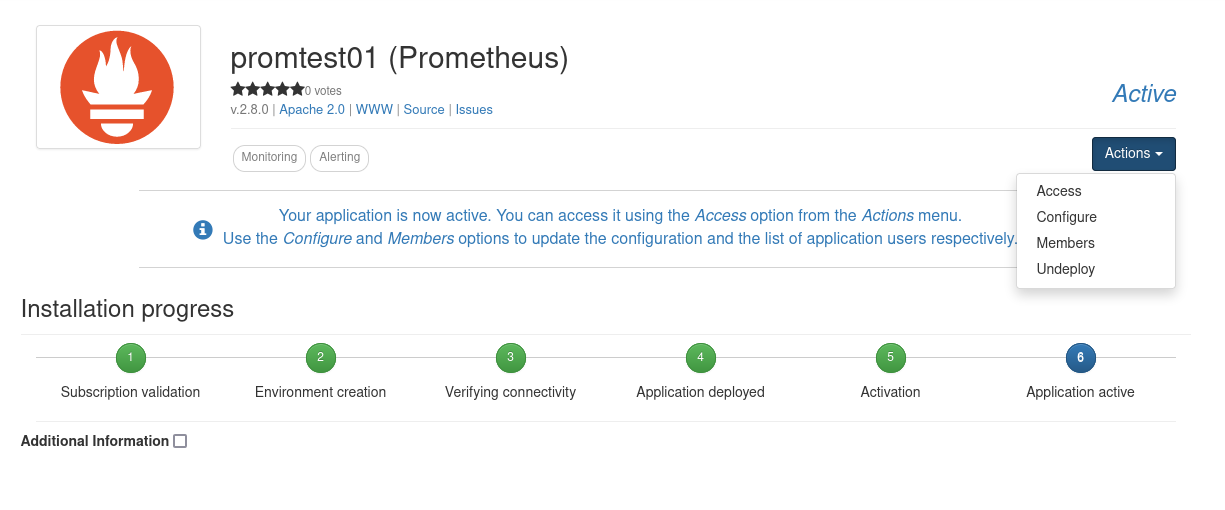 promtest01 (Prometheus)
0 votes
v.2.8.0 | Apache 2.0 | WWW | Source | Issues
Active
Monitoring
Alerting
Actions
Access
Configure
Members
Undeploy
Your application is now active. You can access it using the Access option from the Actions menu.
Use the Configure and Members options to update the configuration and the list of application users respectively.
Installation progress
1
2
3
4
5
6
Subscription validation
Environment creation
Verifying connectivity
Application deployed
Activation
Application active
Additional Information